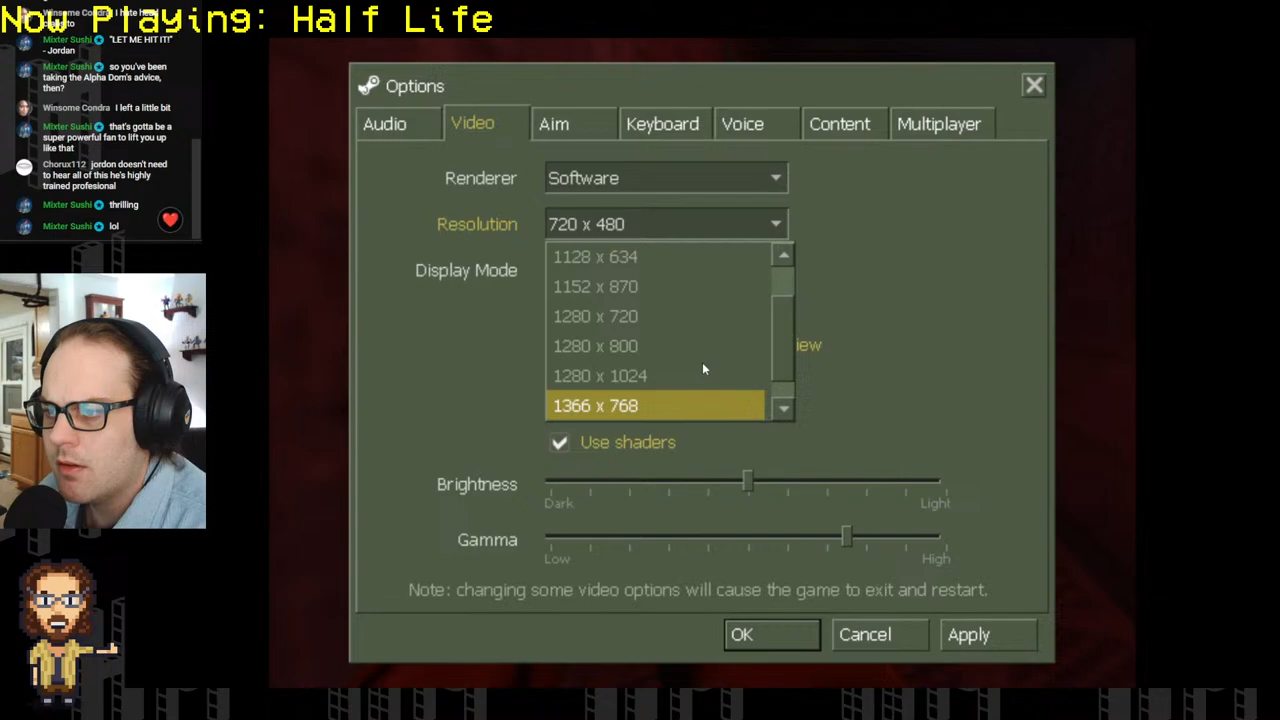 Now Playing: Half Life
Winsome Condra I hate
Mixter Sushi "LET ME HIT IT!"
- Jordan
Mixter Sushi so you've been
taking the Alpha Dom's advice,
then?
Winsome Condra I left a little bit
Mixter Sushi that's gotta be a
super powerful fan to lift you up
like that
Chorux112 jordon doesn't need
to hear all of this he's highly
trained profesional
Mixter Sushi thrilling
Mixter Sushi lol
Options
Audio Video Aim Keyboard Voice Content Multiplayer
Renderer Software
Resolution 720 x 480
Display Mode
1128 x 634
1152 x 870
1280 x 720
1280 x 800
iew
1280 x 1024
1366 x 768
Use shaders
Brightness
Dark Light
Gamma
Low High
Note: changing some video options will cause the game to exit and restart.
OK Cancel Apply